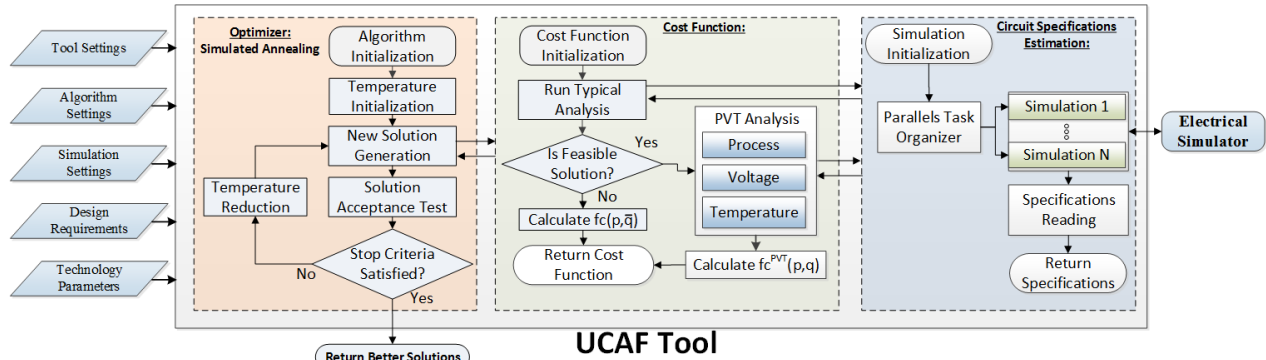 Tool Settings
Algorithm
Settings
Simulation
Settings
Design
Requirements
Technology
Parameters
Optimizer:
Simulated Annealing
Algorithm
Initialization
Temperature
Initialization
New Solution
Generation
Solution
Acceptance Test
Temperature
Reduction
Stop Criteria
Satisfied?
No
Yes
Return Better Solutions
Cost Function:
Cost Function
Initialization
Run Typical
Analysis
Is Feasible
Solution?
Yes
No
Calculate fc(p,q̅)
Return Cost
Function
PVT Analysis
Process
Voltage
Temperature
Calculate fcᴾⱽᵀ(p,q)
Circuit Specifications
Estimation:
Simulation
Initialization
Parallels Task
Organizer
Simulation 1
Simulation N
Specifications
Reading
Return
Specifications
Electrical
Simulator
UCAF Tool